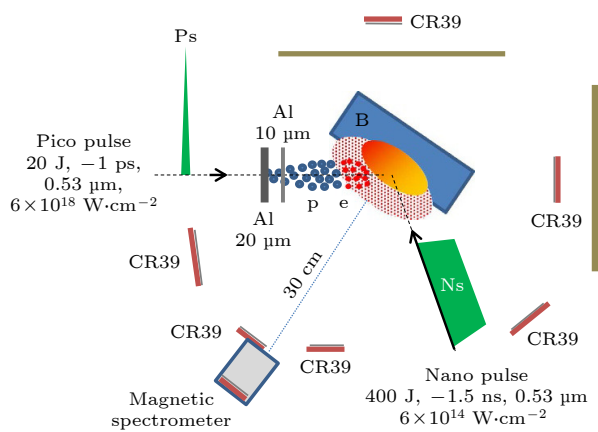 CR39
Ps
Al
10 µm
B
Pico pulse
20 J, −1 ps,
0.53 µm,
6×10¹⁸ W·cm⁻²
p
e
Al
20 µm
CR39
CR39
30 cm
Ns
CR39
CR39
CR39
Magnetic
spectrometer
Nano pulse
400 J, −1.5 ns, 0.53 µm
6×10¹⁴ W·cm⁻²